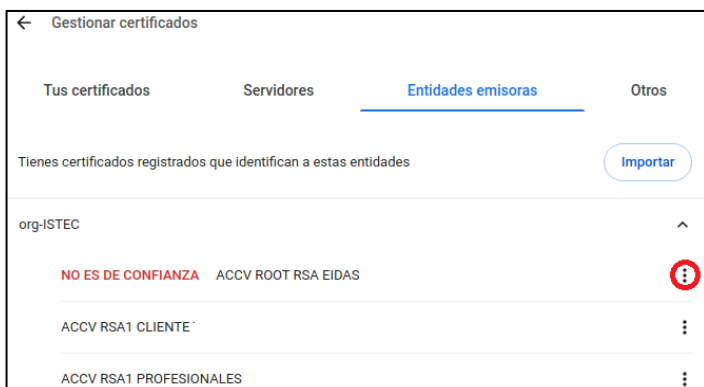 Gestionar certificados
Tus certificados Servidores Entidades emisoras Otros
Tienes certificados registrados que identifican a estas entidades Importar
org-ISTEC
NO ES DE CONFIANZA ACCV ROOT RSA EIDAS
ACCV RSA1 CLIENTE
ACCV RSA1 PROFESIONALES